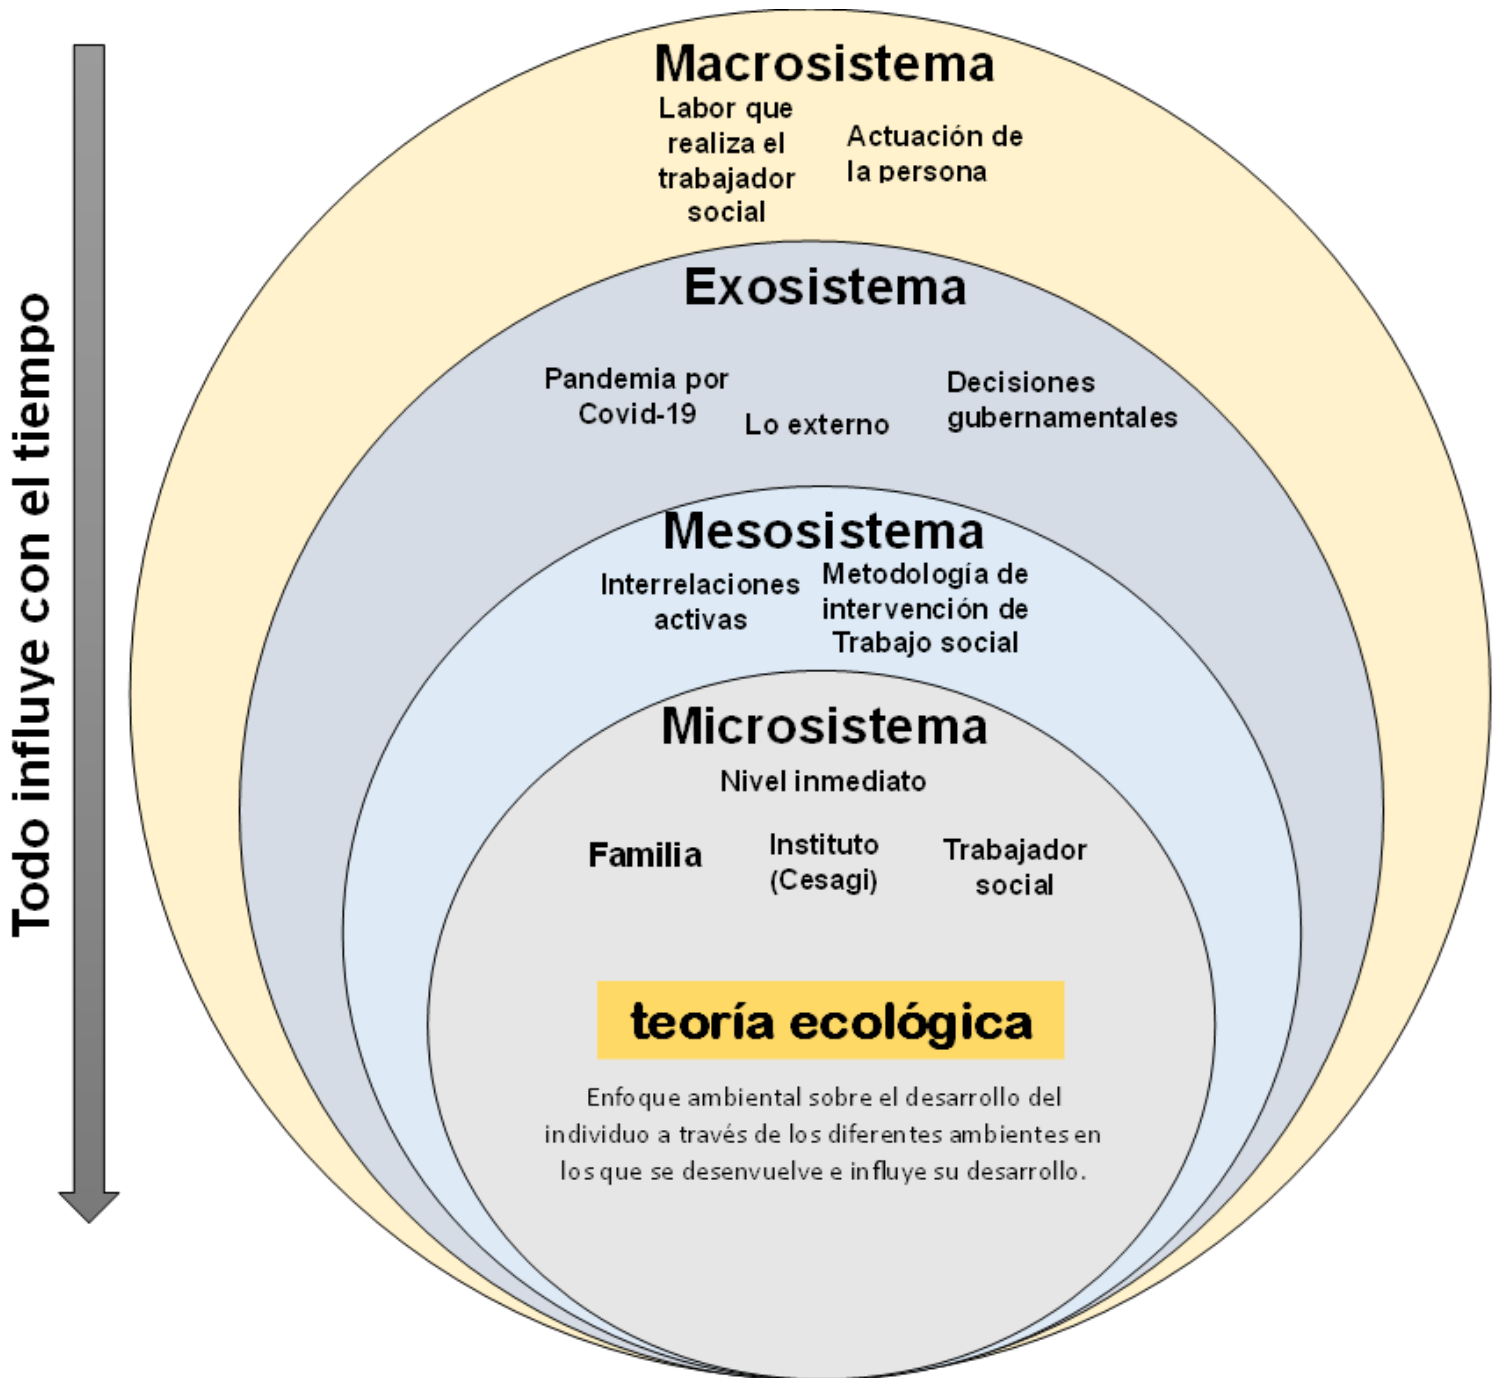 Todo influye con el tiempo
Macrosistema
Labor que
realiza el
trabajador
social
Actuación de
la persona
Exosistema
Pandemia por
Covid-19
Lo externo
Decisiones
gubernamentales
Mesosistema
Interrelaciones
activas
Metodología de
intervención de
Trabajo social
Microsistema
Nivel inmediato
Familia
Instituto
(Cesagi)
Trabajador
social
teoría ecológica
Enfoque ambiental sobre el desarrollo del
individuo a través de los diferentes ambientes en
los que se desenvuelve e influye su desarrollo.